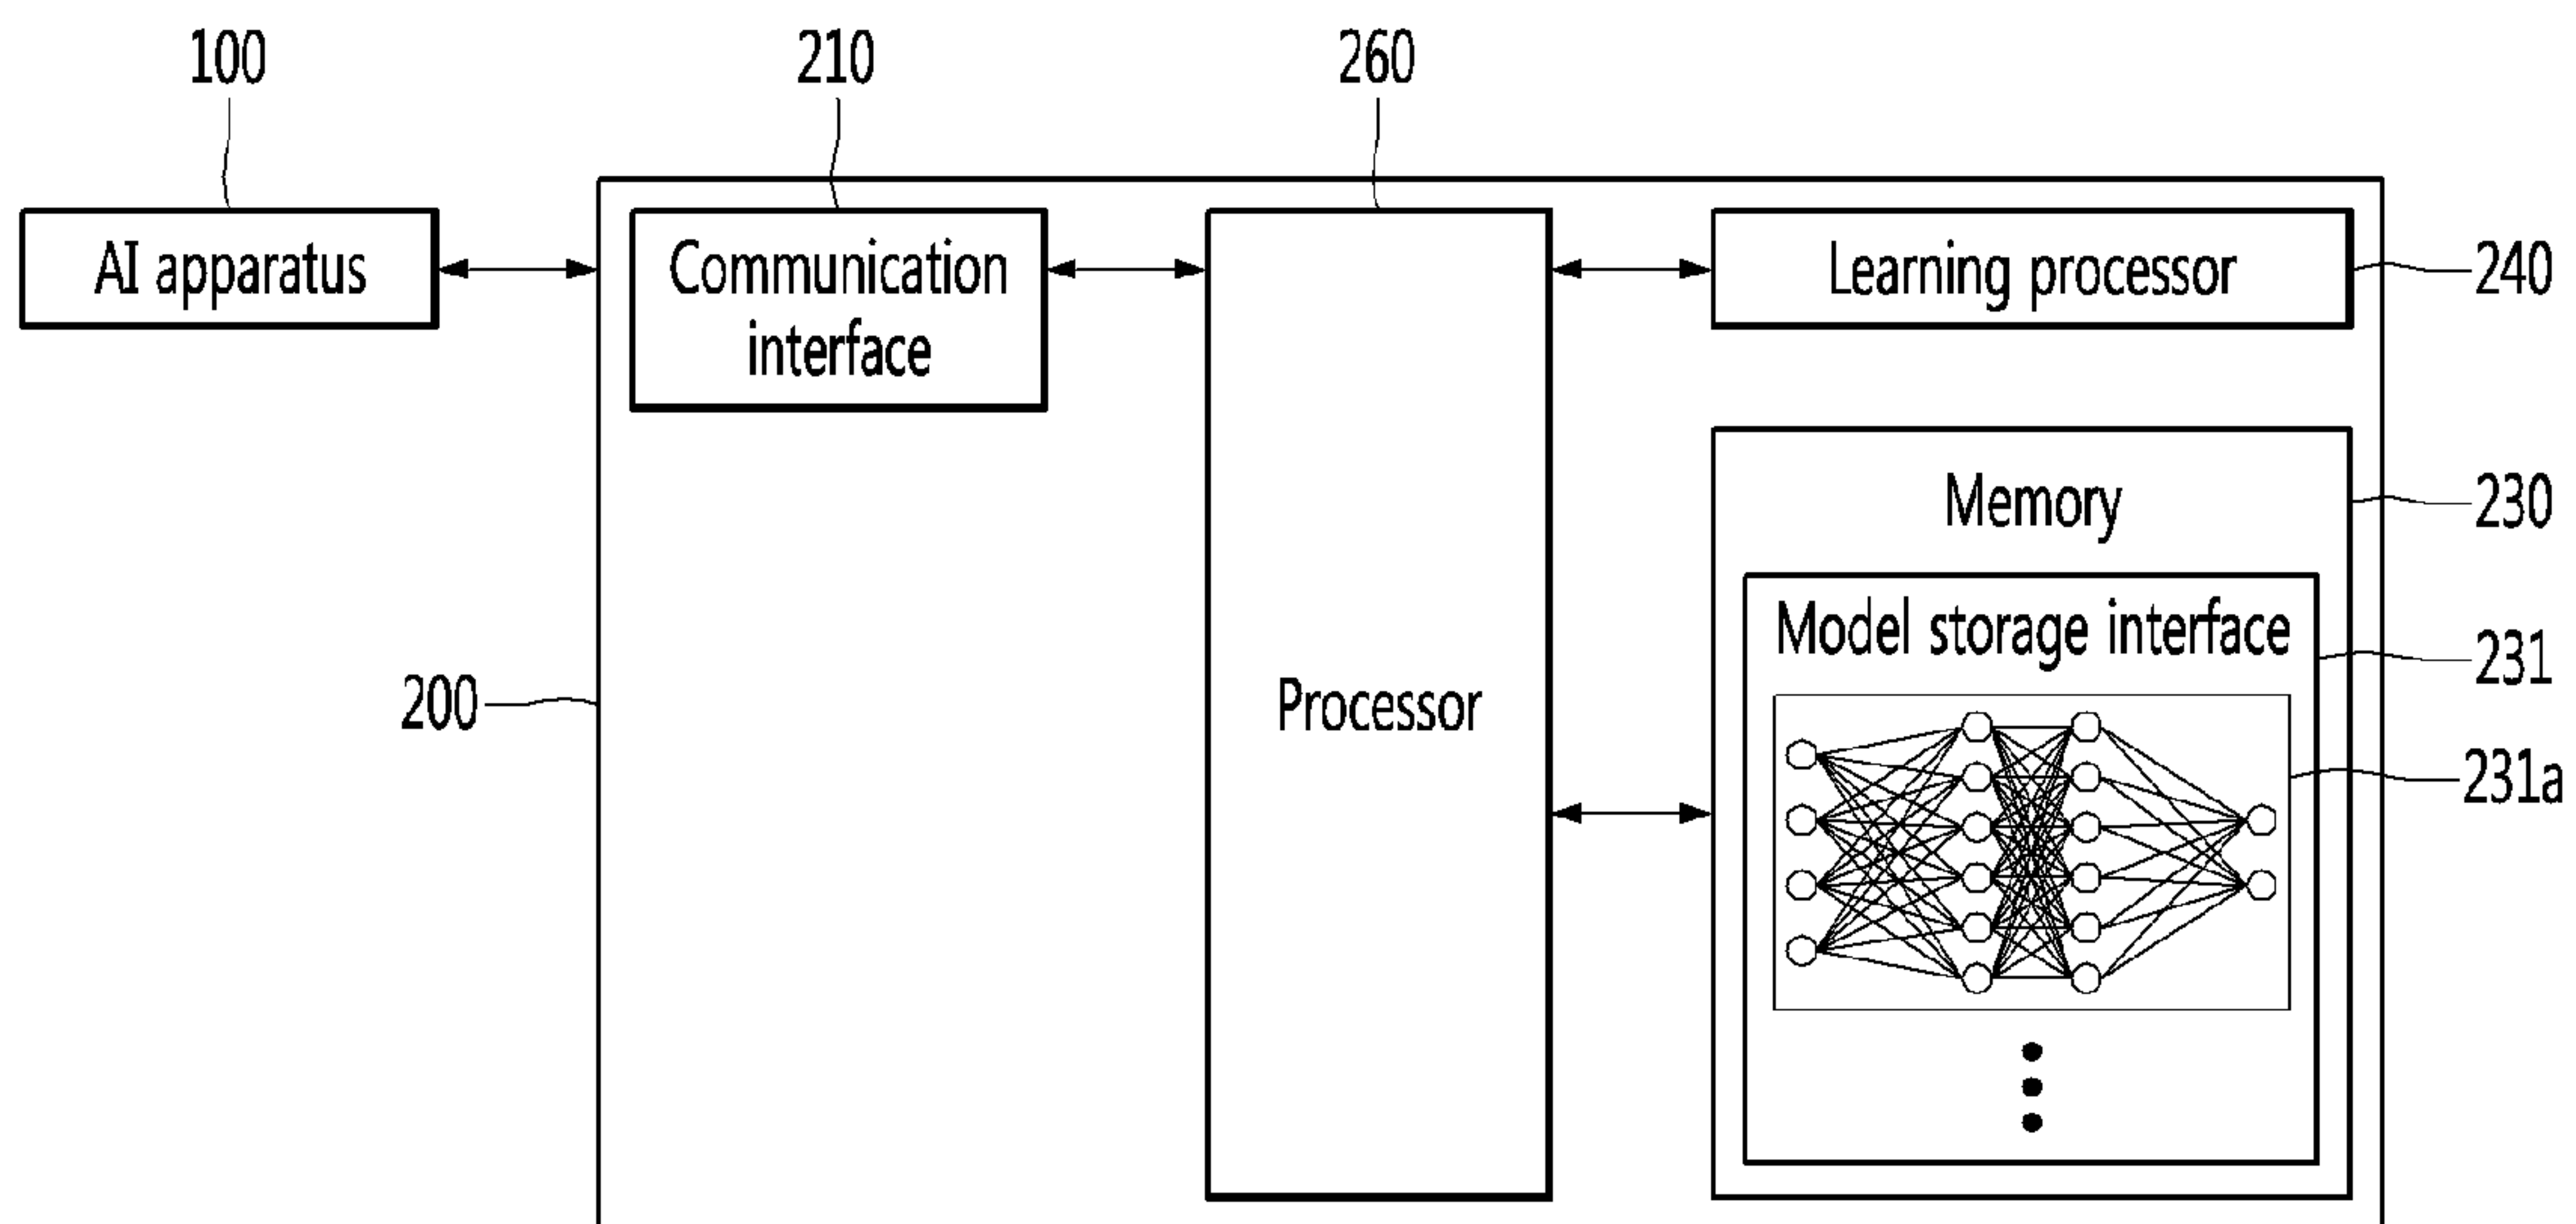 100
210
260
AI apparatus
Communication
interface
Learning processor
240
Memory
230
Model storage interface
231
200
Processor
231a